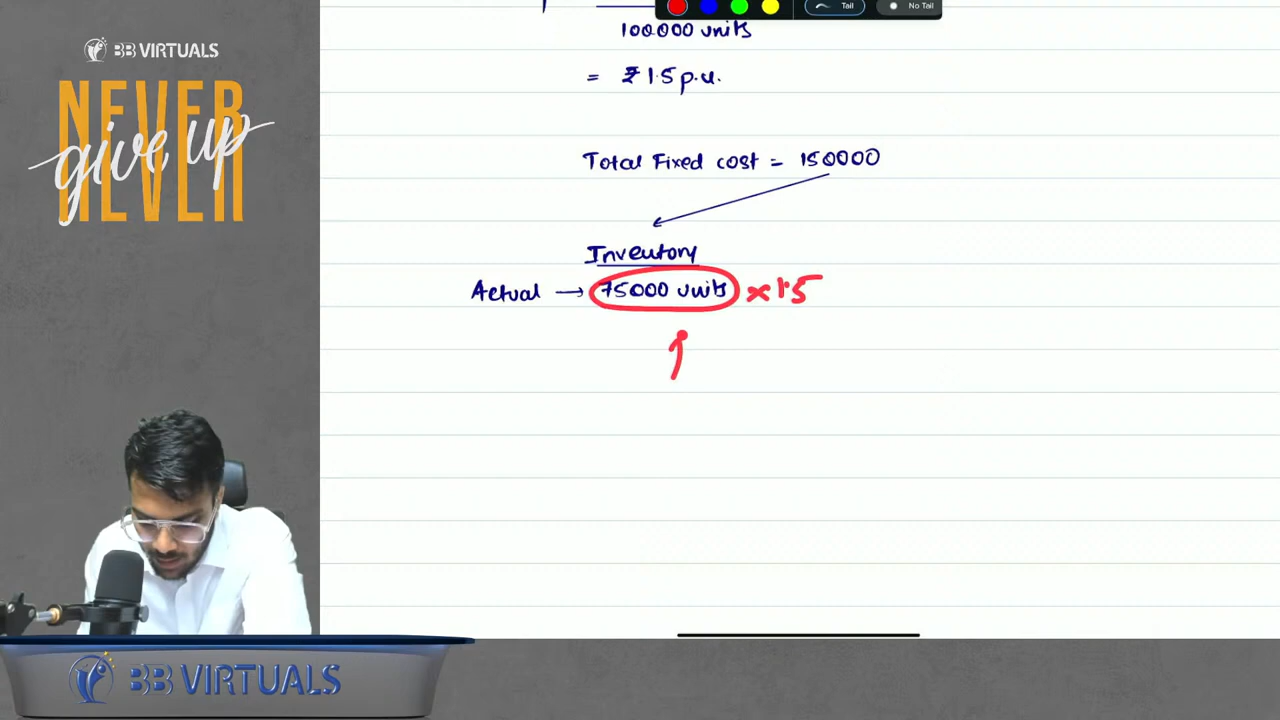 BB VIRTUALS
NEVER
give up
NEVER
Tail
No Tail
100000 units
= ₹1.5 p.u.
Total Fixed cost = 150000
Inventory
Actual → 75000 units × 1.5
BB VIRTUALS